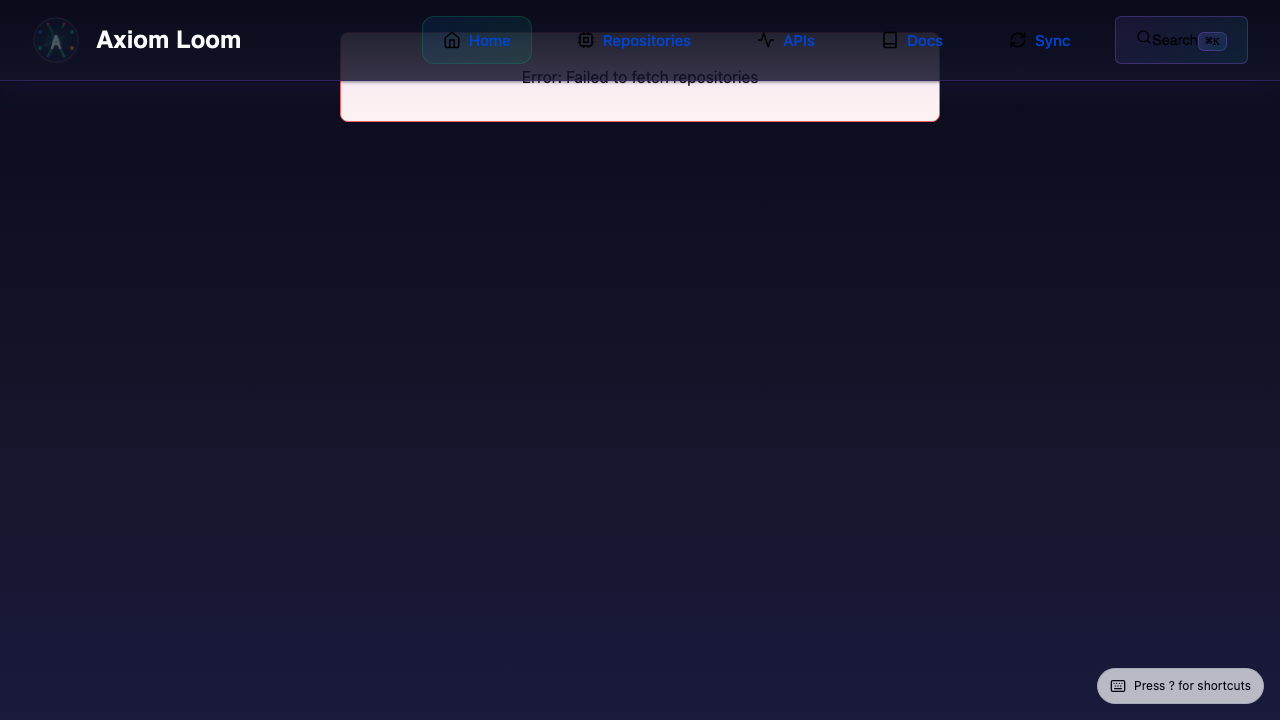 Axiom Loom
Home
Repositories
APIs
Docs
Sync
Search ⌘K
Error: Failed to fetch repositories
Press ? for shortcuts